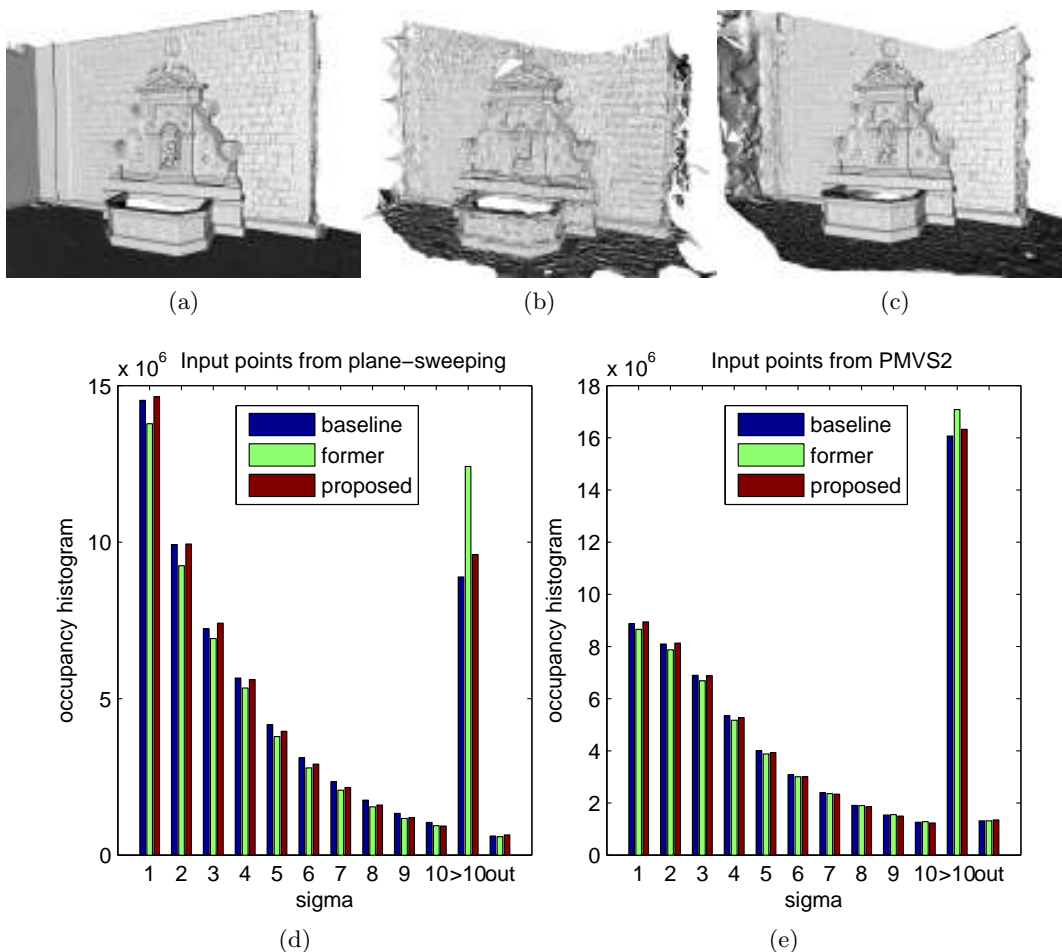 (a)
(b)
(c)
x 10^6
Input points from plane−sweeping
15
10
5
0
occupancy histogram
baseline
former
proposed
1 2 3 4 5 6 7 8 9 10 >10 out
sigma
(d)
x 10^6
Input points from PMVS2
18
16
14
12
10
8
6
4
2
0
occupancy histogram
baseline
former
proposed
1 2 3 4 5 6 7 8 9 10 >10 out
sigma
(e)